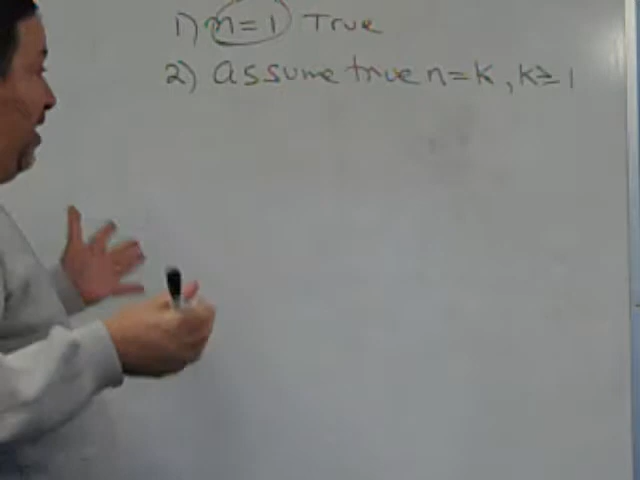 1) n=1 True
2) assume true n=k, k≥1